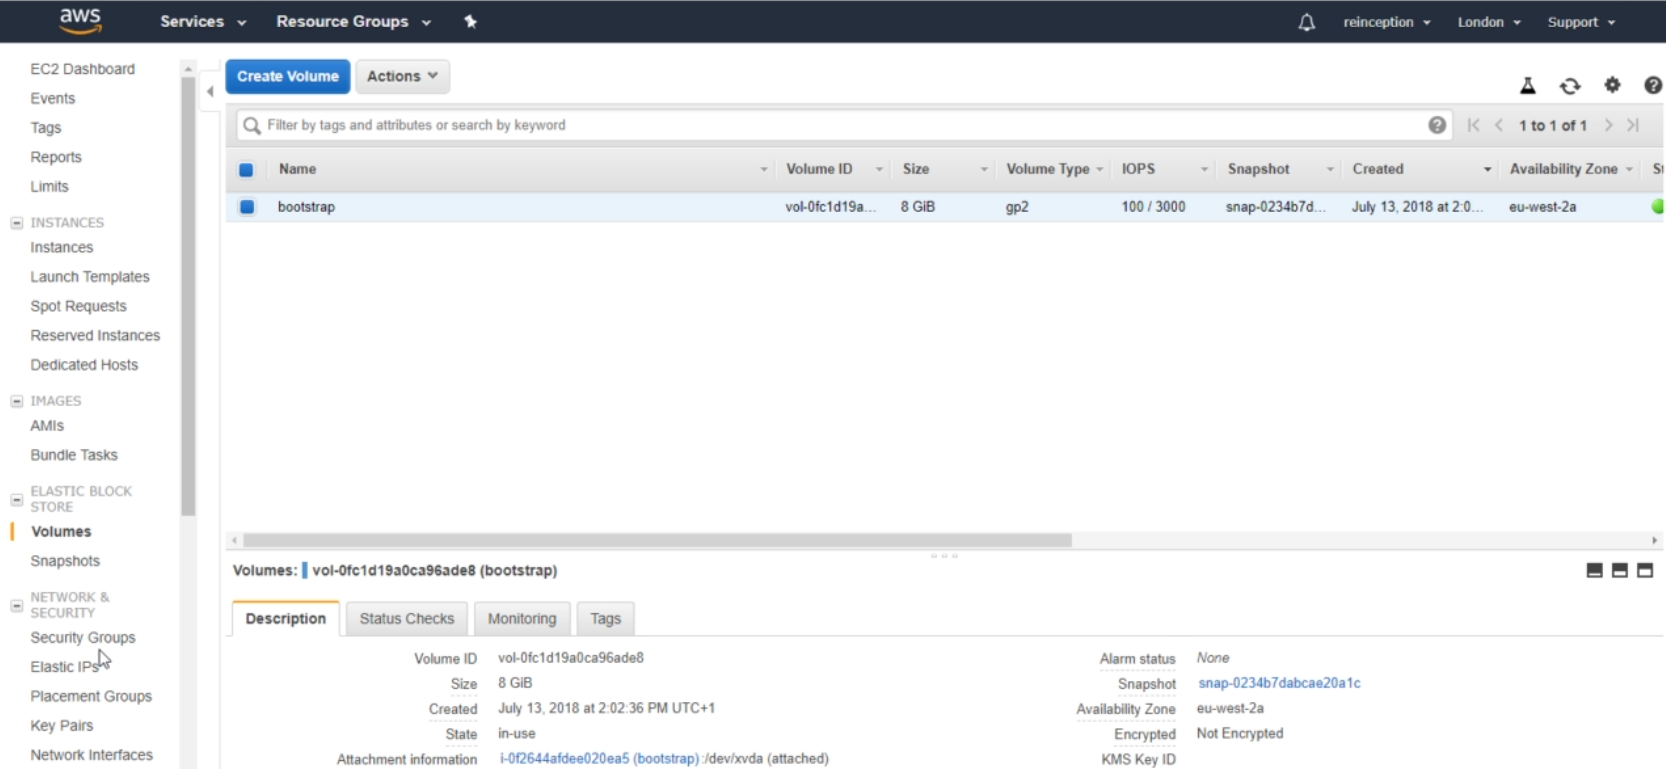 aws Services Resource Groups reinception London Support
EC2 Dashboard
Events
Tags
Reports
Limits
INSTANCES
Instances
Launch Templates
Spot Requests
Reserved Instances
Dedicated Hosts
IMAGES
AMIs
Bundle Tasks
ELASTIC BLOCK
STORE
Volumes
Snapshots
NETWORK &
SECURITY
Security Groups
Elastic IPs
Placement Groups
Key Pairs
Network Interfaces
Create Volume Actions
Filter by tags and attributes or search by keyword 1 to 1 of 1
Name Volume ID Size Volume Type IOPS Snapshot Created Availability Zone
bootstrap vol-0fc1d19a... 8 GiB gp2 100 / 3000 snap-0234b7d... July 13, 2018 at 2:0... eu-west-2a
Volumes: vol-0fc1d19a0ca96ade8 (bootstrap)
Description Status Checks Monitoring Tags
Volume ID vol-0fc1d19a0ca96ade8
Size 8 GiB
Created July 13, 2018 at 2:02:36 PM UTC+1
State in-use
Attachment information i-0f2644afdee020ea5 (bootstrap):/dev/xvda (attached)
Alarm status None
Snapshot snap-0234b7dabcae20a1c
Availability Zone eu-west-2a
Encrypted Not Encrypted
KMS Key ID